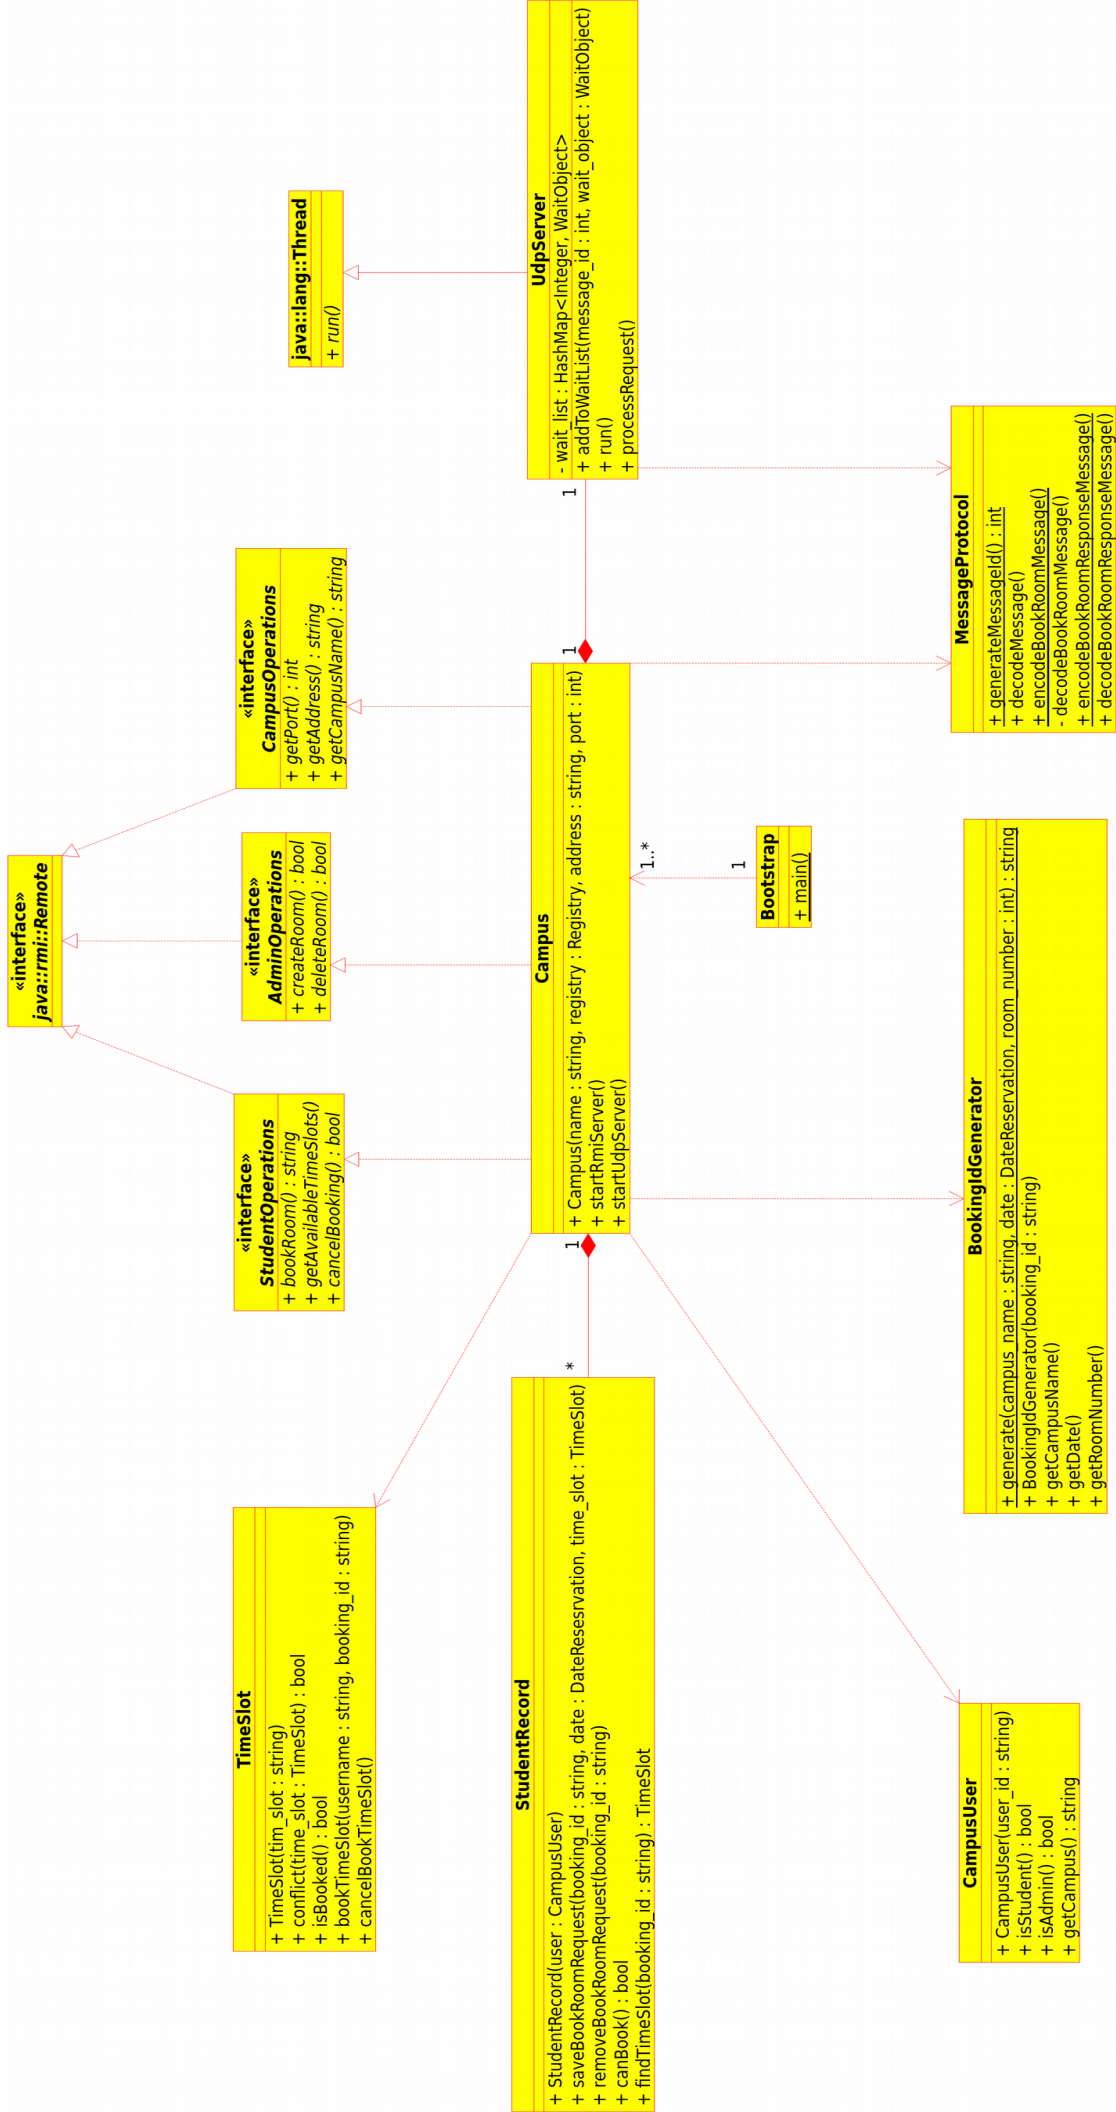 «interface»
java::rmi::Remote
«interface»
StudentOperations
+ bookRoom() : string
+ getAvailableTimeSlots()
+ cancelBooking() : bool
«interface»
AdminOperations
+ createRoom() : bool
+ deleteRoom() : bool
«interface»
CampusOperations
+ getPort() : int
+ getAddress() : string
+ getCampusName() : string
java::lang::Thread
+ run()
TimeSlot
+ TimeSlot(tim_slot : string)
+ conflict(time_slot : TimeSlot) : bool
+ isBooked() : bool
+ bookTimeSlot(username : string, booking_id : string)
+ cancelBookTimeSlot()
StudentRecord
+ StudentRecord(user : CampusUser)
+ saveBookRoomRequest(booking_id : string, date : DateResesrvation, time_slot : TimeSlot)
+ removeBookRoomRequest(booking_id : string)
+ canBook() : bool
+ findTimeSlot(booking_id : string) : TimeSlot
*
1
Campus
+ Campus(name : string, registry : Registry, address : string, port : int)
+ startRmiServer()
+ startUdpServer()
1
1
UdpServer
- wait_list : HashMap<Integer, WaitObject>
+ addToWaitList(message_id : int, wait_object : WaitObject)
+ run()
+ processRequest()
1..*
1
Bootstrap
+ main()
CampusUser
+ CampusUser(user_id : string)
+ isStudent() : bool
+ isAdmin() : bool
+ getCampus() : string
BookingIdGenerator
+ generate(campus_name : string, date : DateReservation, room_number : int) : string
+ BookingIdGenerator(booking_id : string)
+ getCampusName()
+ getDate()
+ getRoomNumber()
MessageProtocol
+ generateMessageId() : int
+ decodeMessage()
+ encodeBookRoomMessage()
- decodeBookRoomMessage()
+ encodeBookRoomResponseMessage()
+ decodeBookRoomResponseMessage()